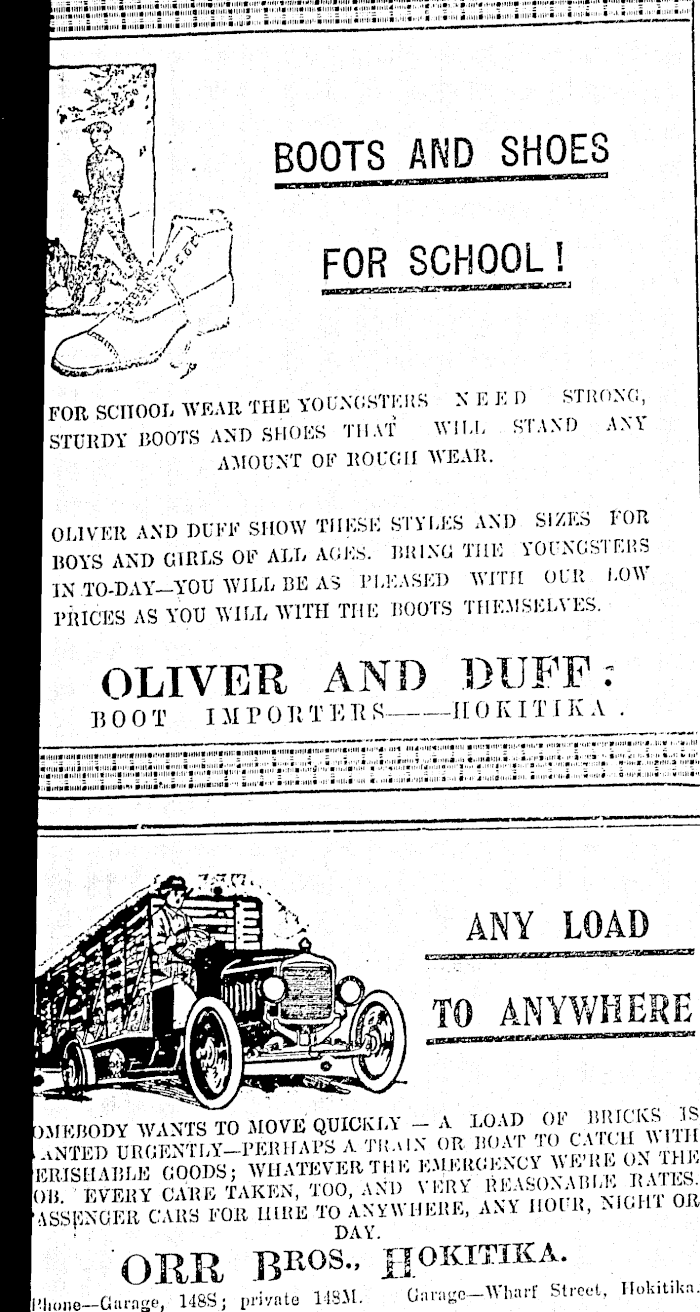 BOOTS AND SHOES
FOR SCHOOL!
FOR SCHOOL WEAR THE YOUNGSTERS NEED STRONG,
STURDY BOOTS AND SHOES THAT WILL STAND ANY
AMOUNT OF ROUGH WEAR.
OLIVER AND DUFF SHOW THESE STYLES AND SIZES FOR
BOYS AND GIRLS OF ALL AGES. BRING THE YOUNGSTERS
IN TO-DAY—YOU WILL BE AS PLEASED WITH OUR LOW
PRICES AS YOU WILL WITH THE BOOTS THEMSELVES.
OLIVER AND DUFF:
BOOT IMPORTERS——HOKITIKA.
ANY LOAD
TO ANYWHERE
OMEBODY WANTS TO MOVE QUICKLY — A LOAD OF BRICKS IS
ANTED URGENTLY—PERHAPS A TRAIN OR BOAT TO CATCH WITH
ERISHABLE GOODS; WHATEVER THE EMERGENCY WE'RE ON THE
OB. EVERY CARE TAKEN, TOO, AND VERY REASONABLE RATES.
PASSENGER CARS FOR HIRE TO ANYWHERE, ANY HOUR, NIGHT OR
DAY.
ORR BROS., HOKITIKA.
Phone—Garage, 148S; private 148M. Garage—Wharf Street, Hokitika.